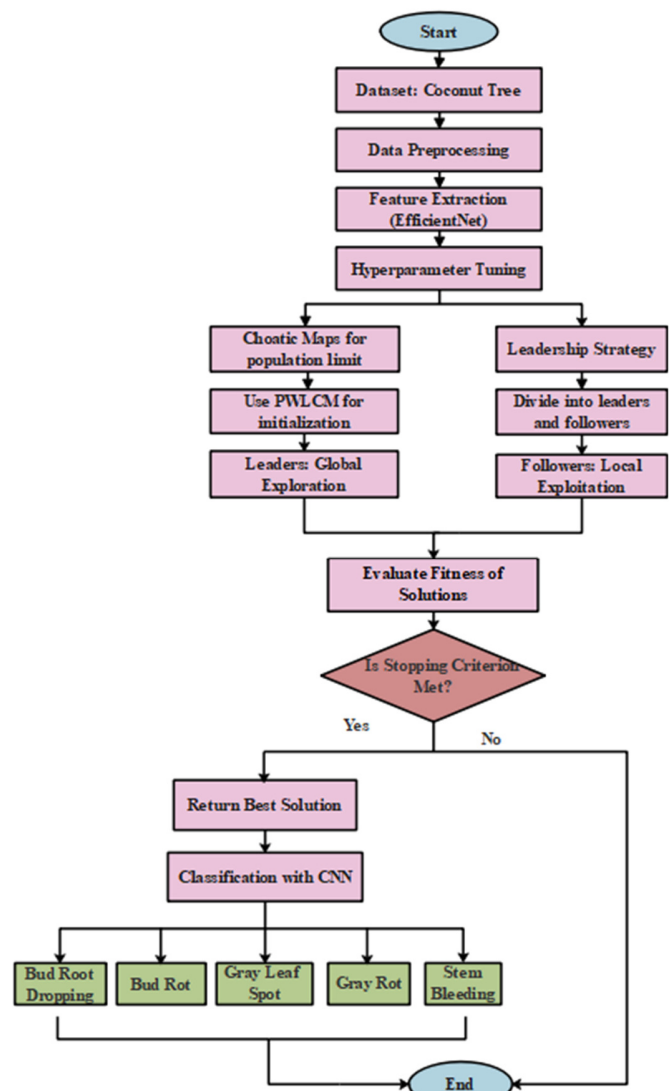 Start
Dataset: Coconut Tree
Data Preprocessing
Feature Extraction
(EfficientNet)
Hyperparameter Tuning
Choatic Maps for
population limit
Leadership Strategy
Use PWLCM for
initialization
Divide into leaders
and followers
Leaders: Global
Exploration
Followers: Local
Exploitation
Evaluate Fitness of
Solutions
Is Stopping Criterion
Met?
Yes
No
Return Best Solution
Classification with CNN
Bud Root
Dropping
Bud Rot
Gray Leaf
Spot
Gray Rot
Stem
Bleeding
End